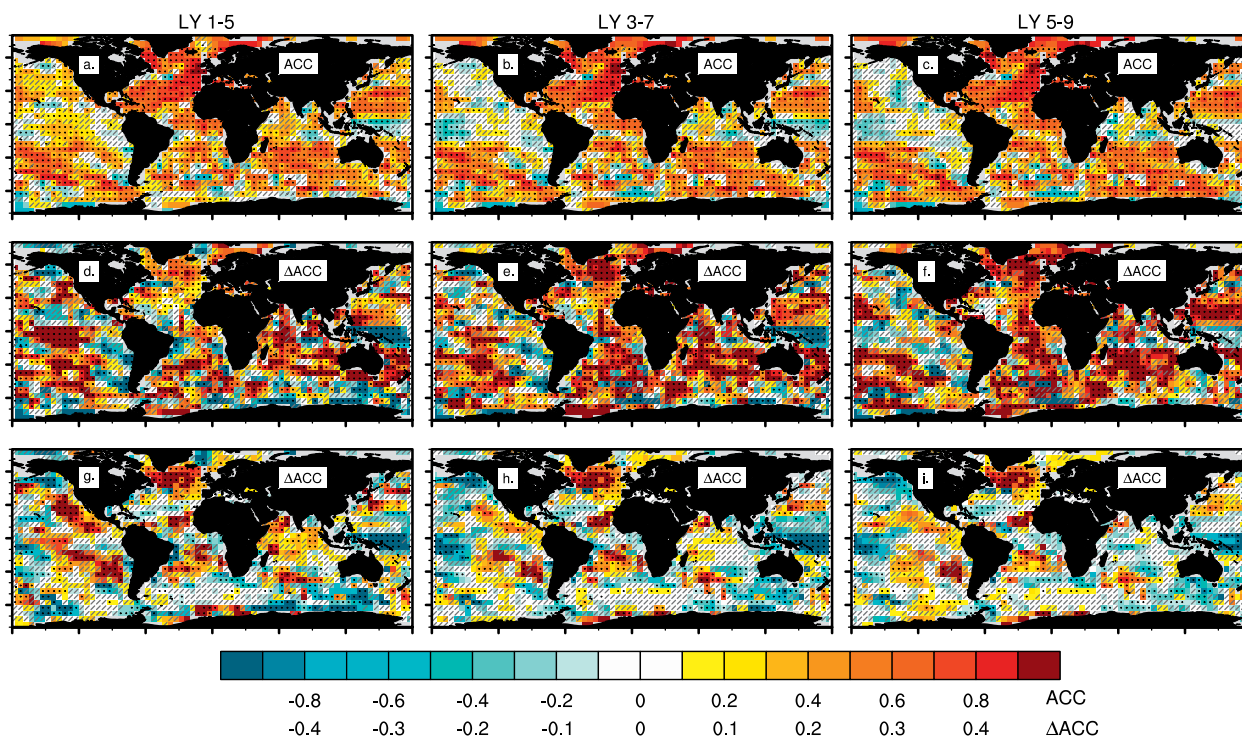 LY 1-5 LY 3-7 LY 5-9
a. ACC b. ACC c. ACC
d. ΔACC e. ΔACC f. ΔACC
g. ΔACC h. ΔACC i. ΔACC
-0.8 -0.6 -0.4 -0.2 0 0.2 0.4 0.6 0.8 ACC
-0.4 -0.3 -0.2 -0.1 0 0.1 0.2 0.3 0.4 ΔACC